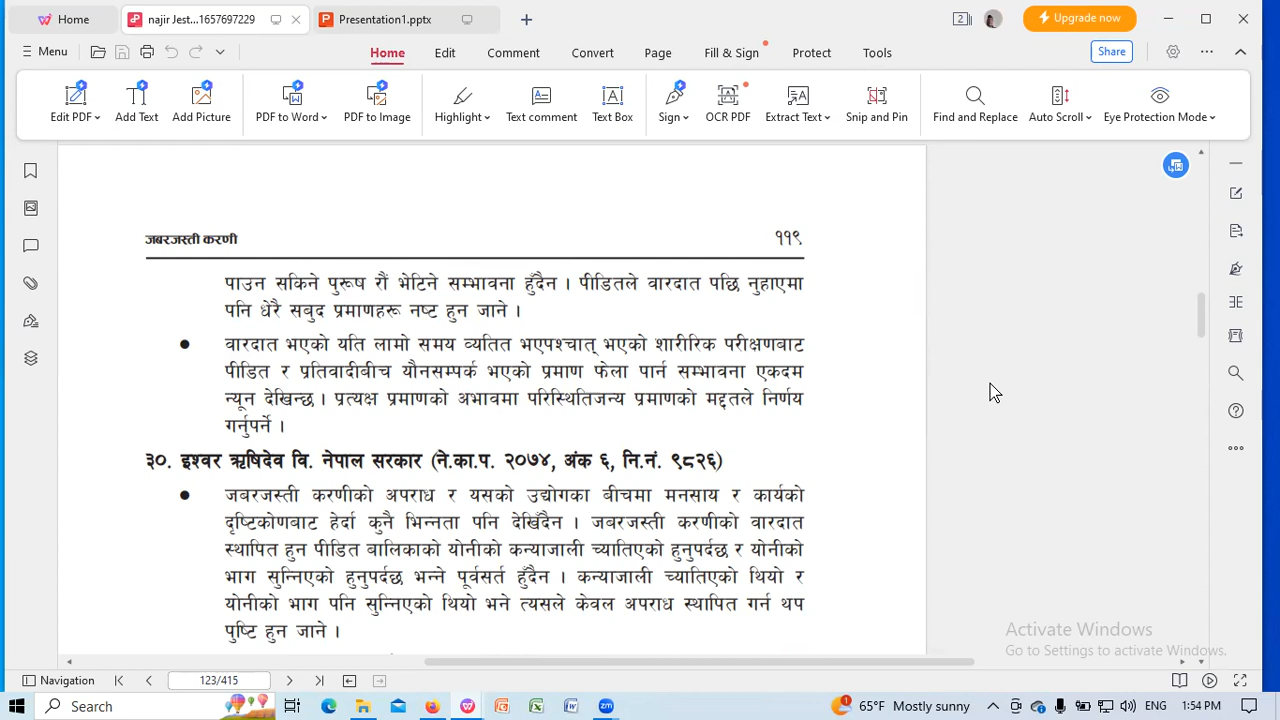 Home
najir Jest...1657697229
Presentation1.pptx
2
Upgrade now
Menu
Home
Edit
Comment
Convert
Page
Fill & Sign
Protect
Tools
Share
Edit PDF
Add Text
Add Picture
PDF to Word
PDF to Image
Highlight
Text comment
Text Box
Sign
OCR PDF
Extract Text
Snip and Pin
Find and Replace
Auto Scroll
Eye Protection Mode
जबरजस्ती करणी ११९
पाउन सकिने पुरूष रौं भेटिने सम्भावना हुँदैन । पीडितले वारदात पछि नुहाएमा
पनि धेरै सबुद प्रमाणहरू नष्ट हुन जाने ।
● वारदात भएको यति लामो समय व्यतित भएपश्चात् भएको शारीरिक परीक्षणबाट
पीडित र प्रतिवादीबीच यौनसम्पर्क भएको प्रमाण फेला पार्न सम्भावना एकदम
न्यून देखिन्छ । प्रत्यक्ष प्रमाणको अभावमा परिस्थितिजन्य प्रमाणको मद्दतले निर्णय
गर्नुपर्ने ।
३०. इश्वर ऋषिदेव वि. नेपाल सरकार (ने.का.प. २०७४, अंक ६, नि.नं. ९८२६)
● जबरजस्ती करणीको अपराध र यसको उद्योगका बीचमा मनसाय र कार्यको
दृष्टिकोणबाट हेर्दा कुनै भिन्नता पनि देखिँदैन । जबरजस्ती करणीको वारदात
स्थापित हुन पीडित बालिकाको योनीको कन्याजाली च्यातिएको हुनुपर्दछ र योनीको
भाग सुन्निएको हुनुपर्दछ भन्ने पूर्वसर्त हुँदैन । कन्याजाली च्यातिएको थियो र
योनीको भाग पनि सुन्निएको थियो भने त्यसले केवल अपराध स्थापित गर्न थप
पुष्टि हुन जाने ।
Activate Windows
Go to Settings to activate Windows.
Navigation
123/415
Search
1
65°F Mostly sunny
1:54 PM